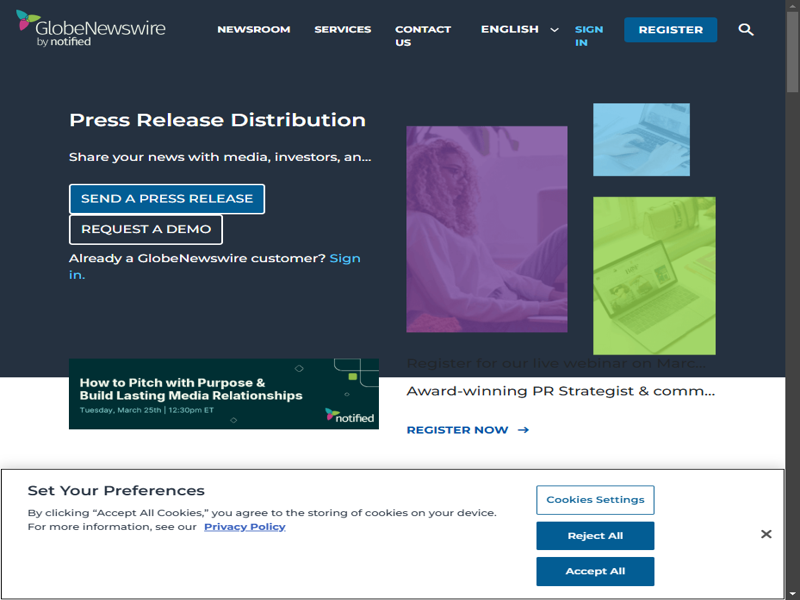 GlobeNewswire
by notified
NEWSROOM
SERVICES
CONTACT US
ENGLISH
SIGN IN
REGISTER
Press Release Distribution
Share your news with media, investors, an...
SEND A PRESS RELEASE
REQUEST A DEMO
Already a GlobeNewswire customer? Sign
in.
How to Pitch with Purpose &
Build Lasting Media Relationships
Tuesday, March 25th | 12:30pm ET
notified
Register for our live webinar on Marc...
Award-winning PR Strategist & comm...
REGISTER NOW →
Set Your Preferences
By clicking “Accept All Cookies,” you agree to the storing of cookies on your device.
For more information, see our Privacy Policy
Cookies Settings
Reject All
Accept All